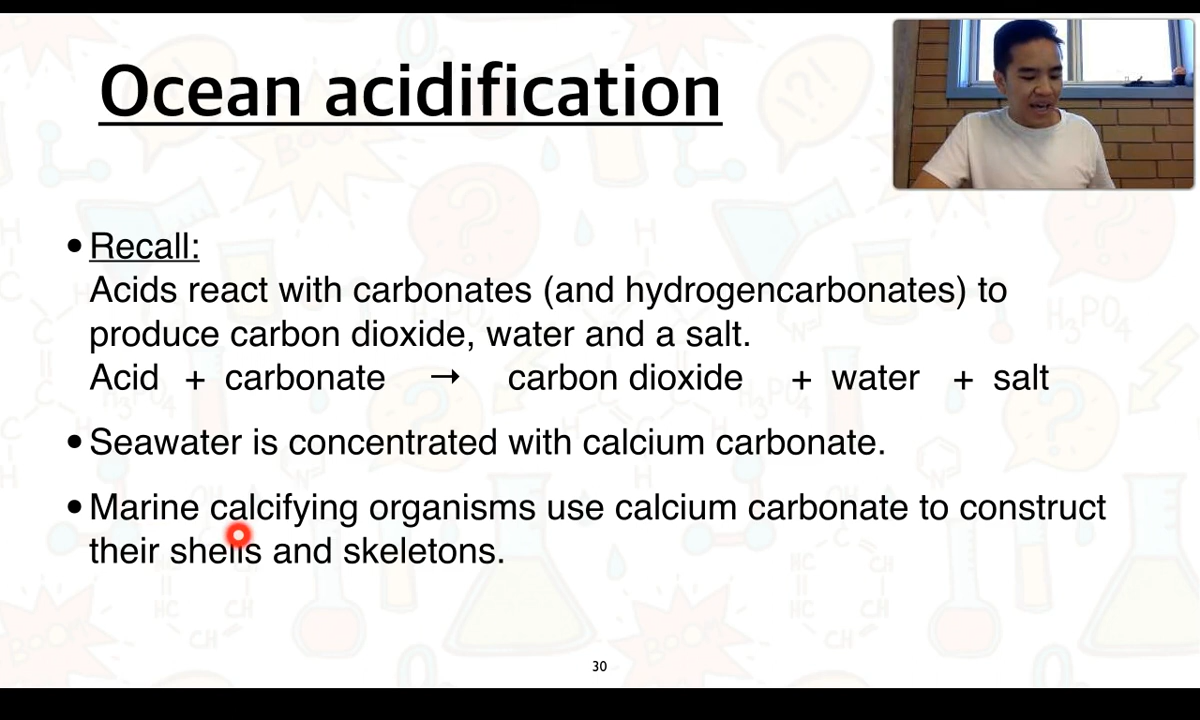 Ocean acidification
• Recall:
Acids react with carbonates (and hydrogencarbonates) to
produce carbon dioxide, water and a salt.
Acid + carbonate → carbon dioxide + water + salt
• Seawater is concentrated with calcium carbonate.
• Marine calcifying organisms use calcium carbonate to construct
their shells and skeletons.
30